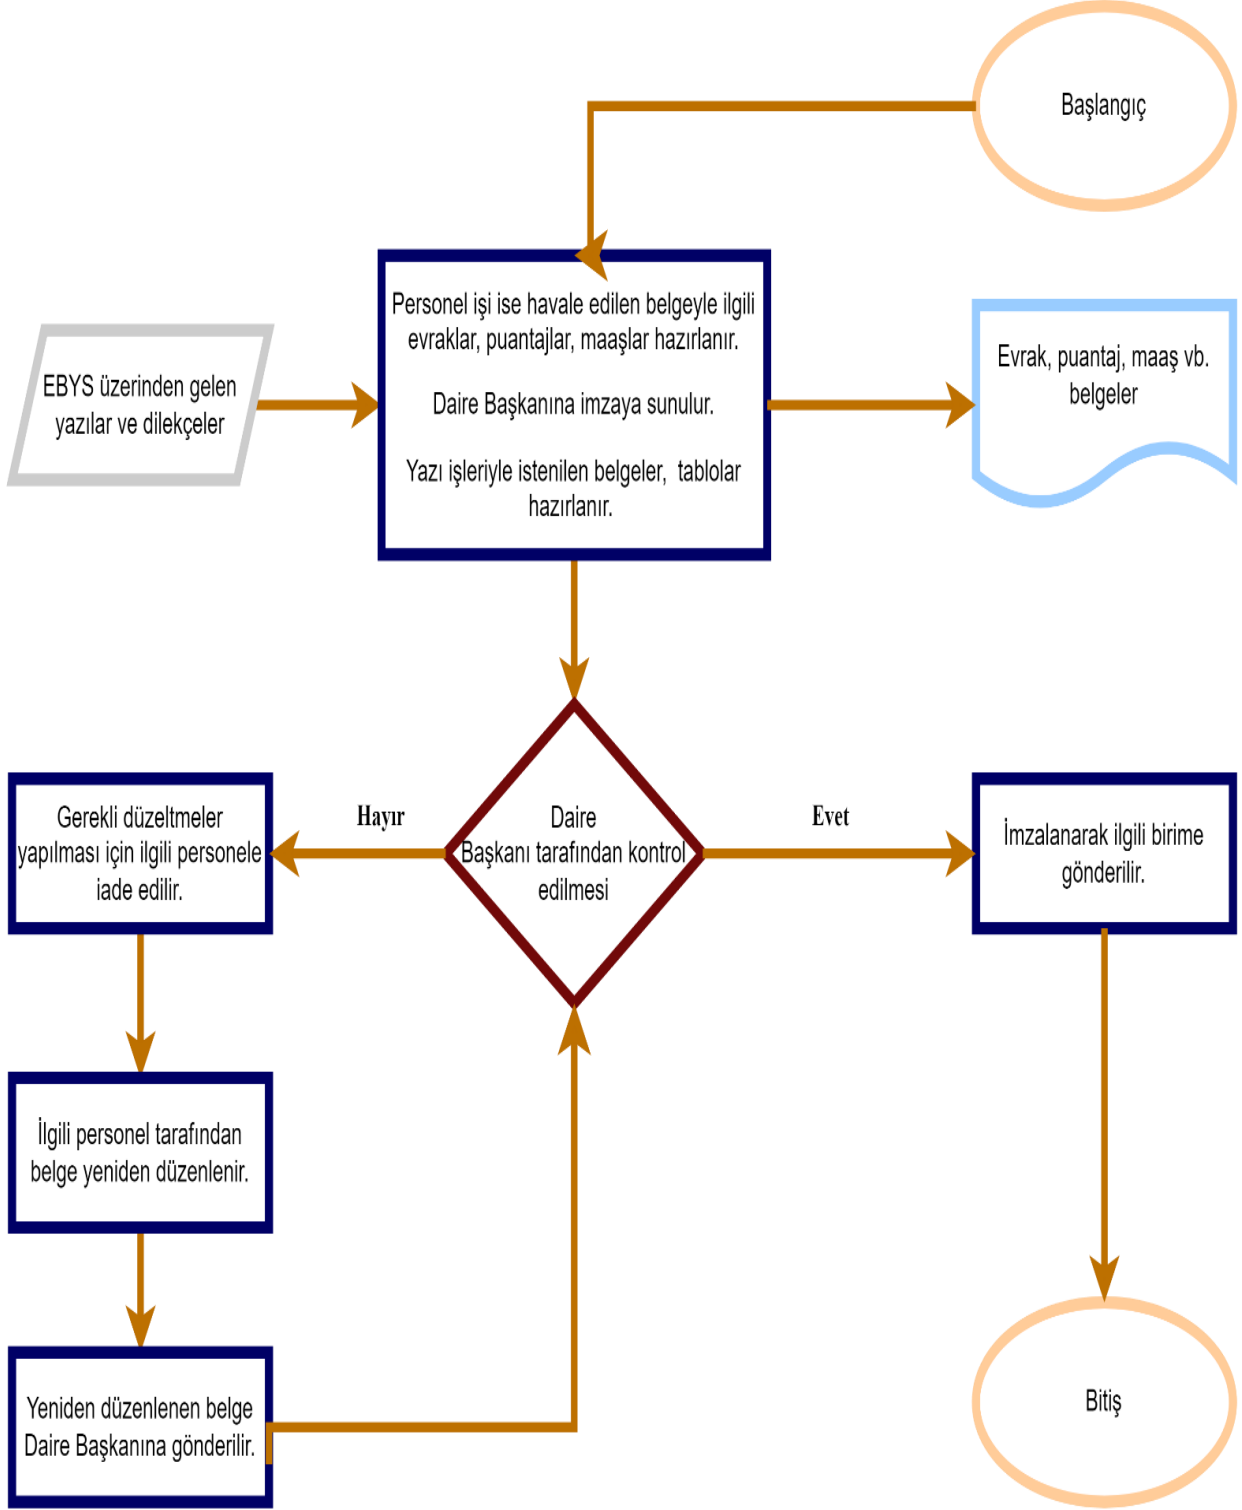 Başlangıç
Personel işi ise havale edilen belgeyle ilgili
evraklar, puantajlar, maaşlar hazırlanır.
Daire Başkanına imzaya sunulur.
Yazı işleriyle istenilen belgeler,  tablolar
hazırlanır.
EBYS üzerinden gelen
yazılar ve dilekçeler
Evrak, puantaj, maaş vb.
belgeler
Daire
Başkanı tarafından kontrol
edilmesi
Hayır
Evet
Gerekli düzeltmeler
yapılması için ilgili personele
iade edilir.
İmzalanarak ilgili birime
gönderilir.
İlgili personel tarafından
belge yeniden düzenlenir.
Yeniden düzenlenen belge
Daire Başkanına gönderilir.
Bitiş